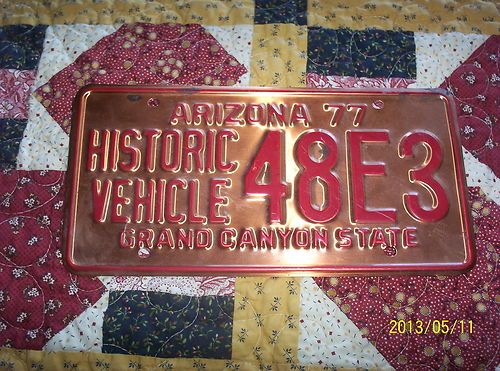 ARIZONA 77
HISTORIC
VEHICLE
48E3
GRAND CANYON STATE
2013/05/11